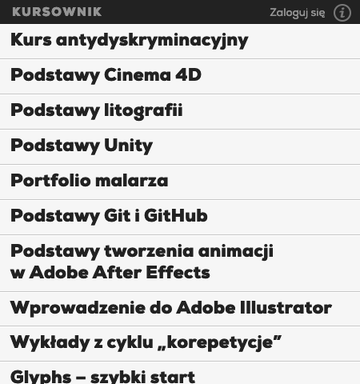 KURSOWNIK
Zaloguj się
Kurs antydyskryminacyjny
Podstawy Cinema 4D
Podstawy litografii
Podstawy Unity
Portfolio malarza
Podstawy Git i GitHub
Podstawy tworzenia animacji
w Adobe After Effects
Wprowadzenie do Adobe Illustrator
Wykłady z cyklu „korepetycje”
Glyphs – szybki start